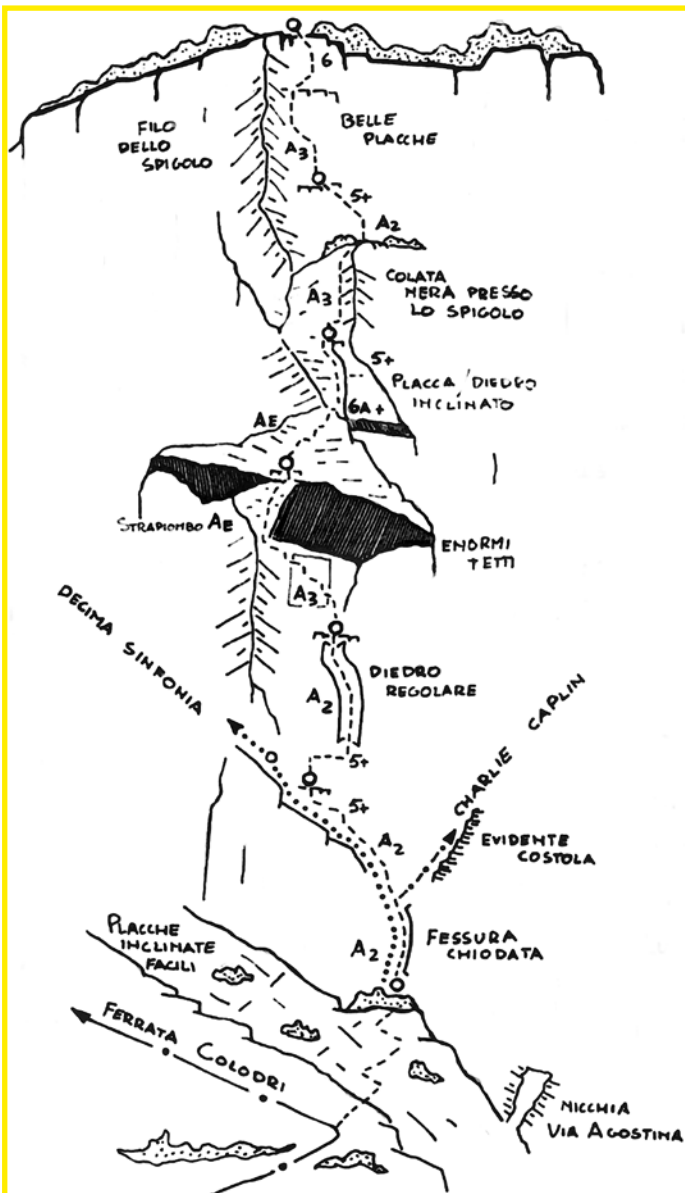 6
FILO
DELLO
SPIGOLO
BELLE
PLACCHE
A3
5+
A2
COLATA
NERA PRESSO
LO SPIGOLO
A3
5+
PLACCA/DIEDRO
INCLINATO
6A+
AE
STRAPIOMBO AE
ENORMI
TETTI
A3
DECIMA SINFONIA
DIEDRO
REGOLARE
A2
5+
CHARLIE CAPLIN
5+
A2
EVIDENTE
COSTOLA
PLACCHE
INCLINATE
FACILI
A2
FESSURA
CHIODATA
FERRATA COLODRI
NICCHIA
VIA AGOSTINA